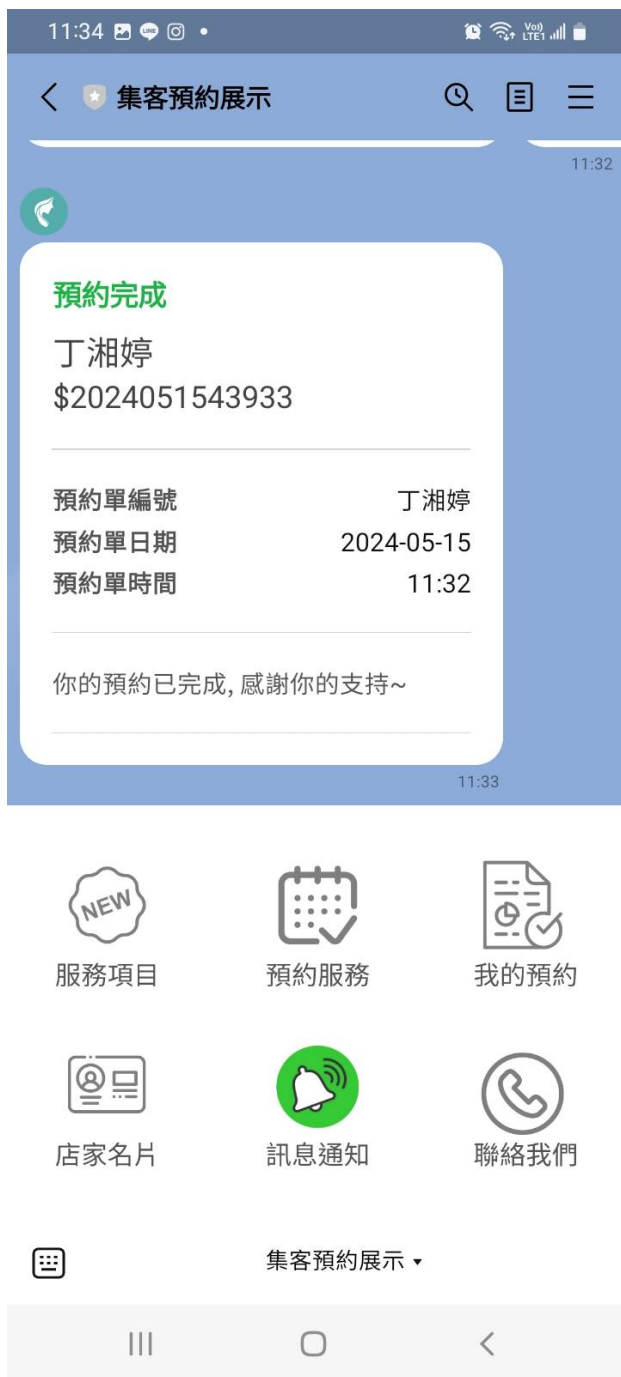 11:34
Vo))
LTE1
集客預約展示
11:32
預約完成
丁湘婷
$2024051543933
預約單編號 丁湘婷
預約單日期 2024-05-15
預約單時間 11:32
你的預約已完成, 感謝你的支持~
11:33
NEW
服務項目 預約服務 我的預約
店家名片 訊息通知 聯絡我們
集客預約展示